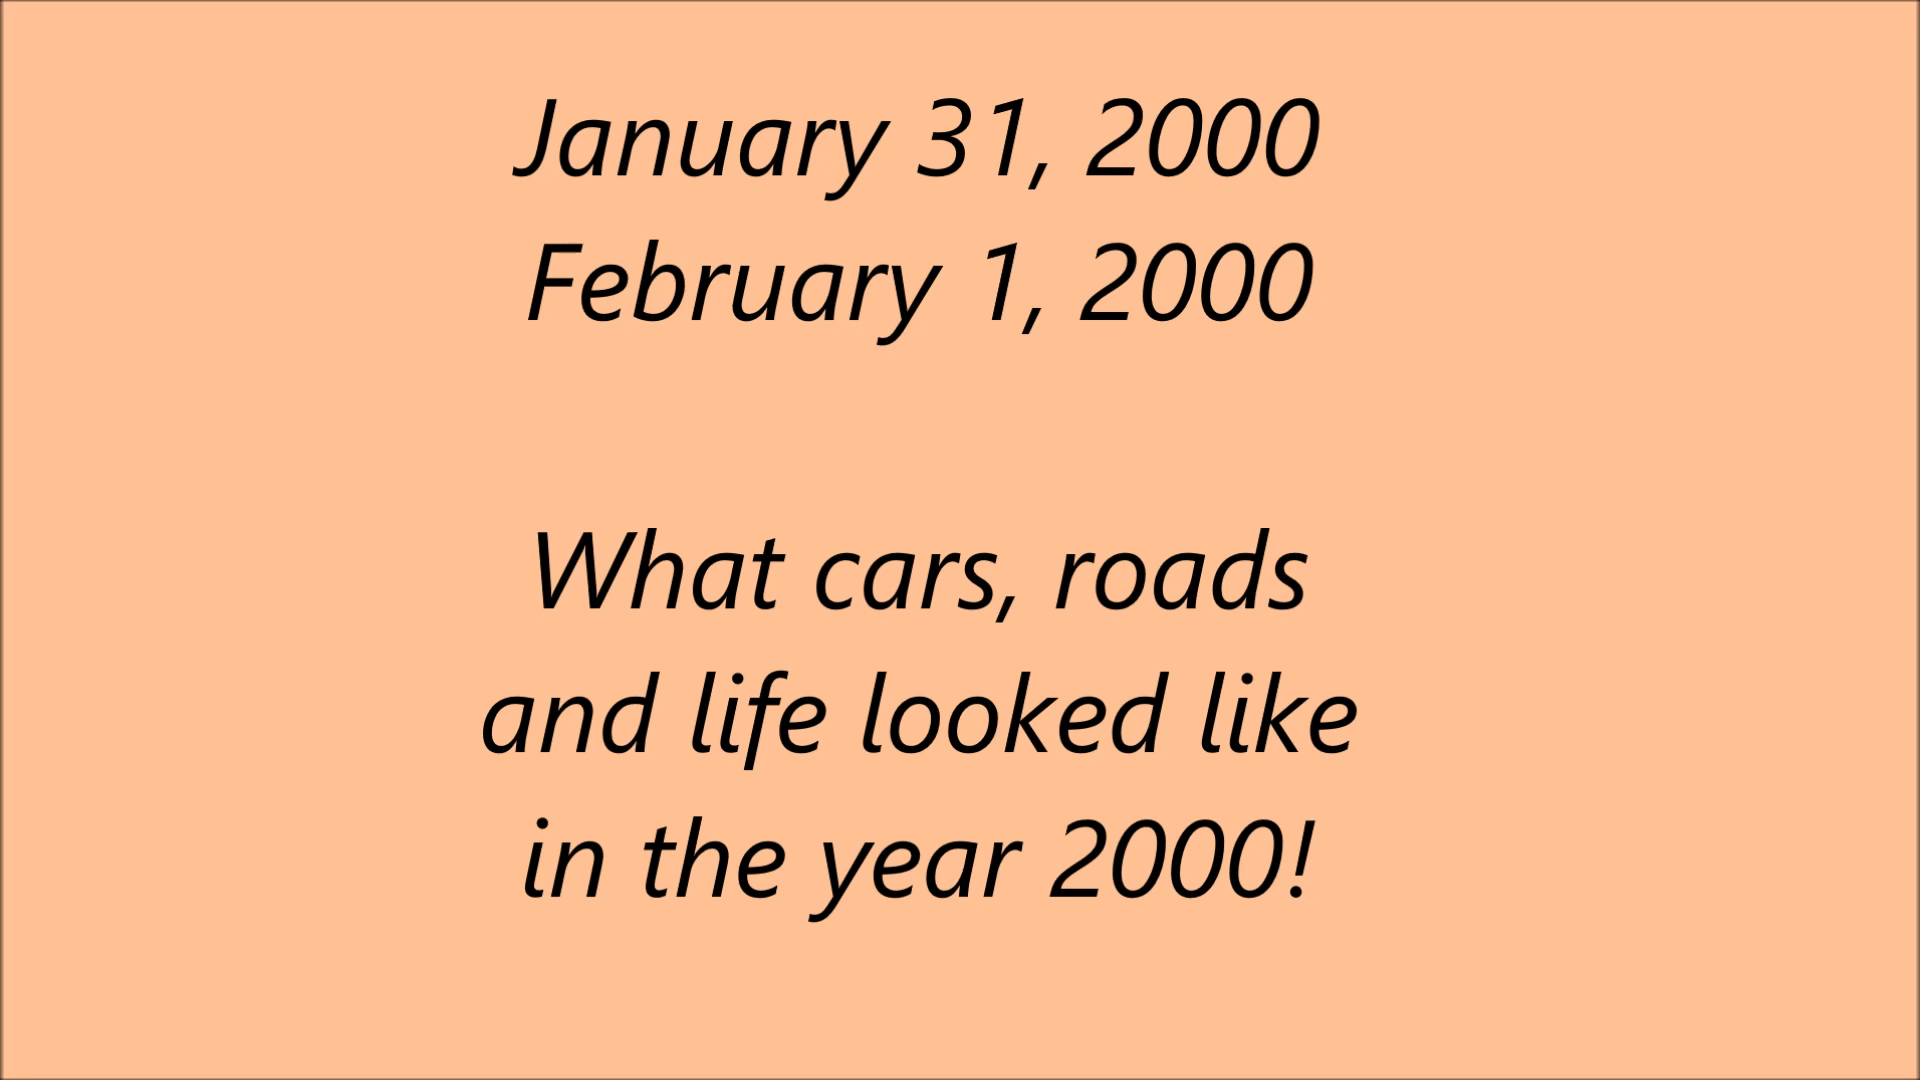 January 31, 2000
February 1, 2000
What cars, roads
and life looked like
in the year 2000!